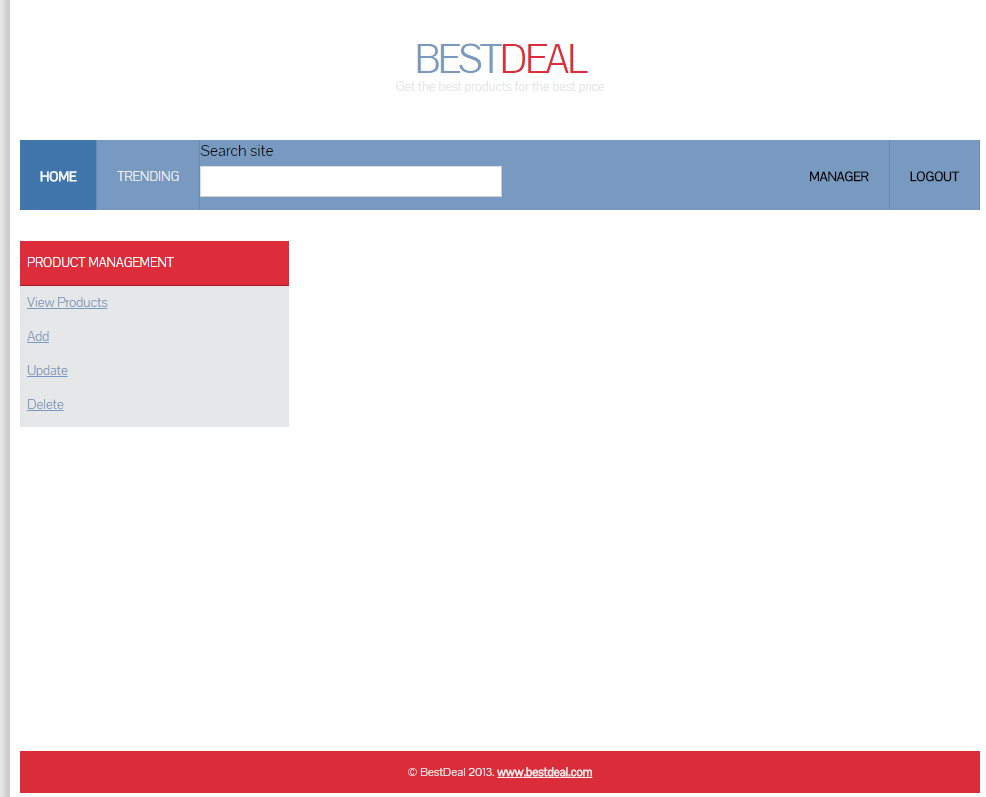 BESTDEAL
Get the best products for the best price
HOME
TRENDING
Search site
MANAGER
LOGOUT
PRODUCT MANAGEMENT
View Products
Add
Update
Delete
© BestDeal 2013. www.bestdeal.com